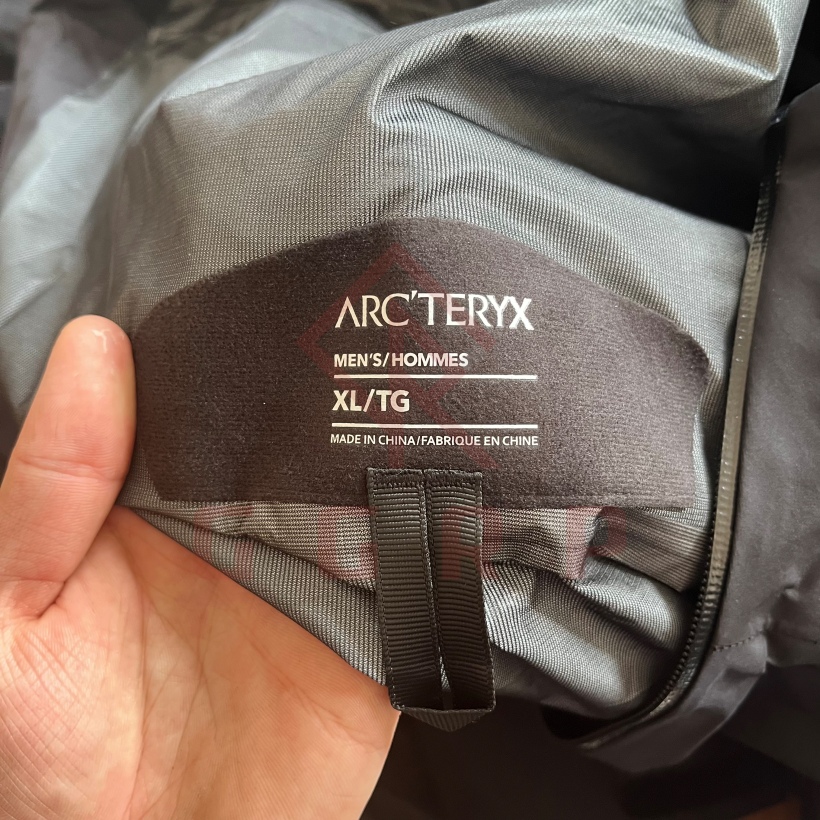 ARC'TERYX
MEN'S/HOMMES
XL/TG
MADE IN CHINA/FABRIQUE EN CHINE